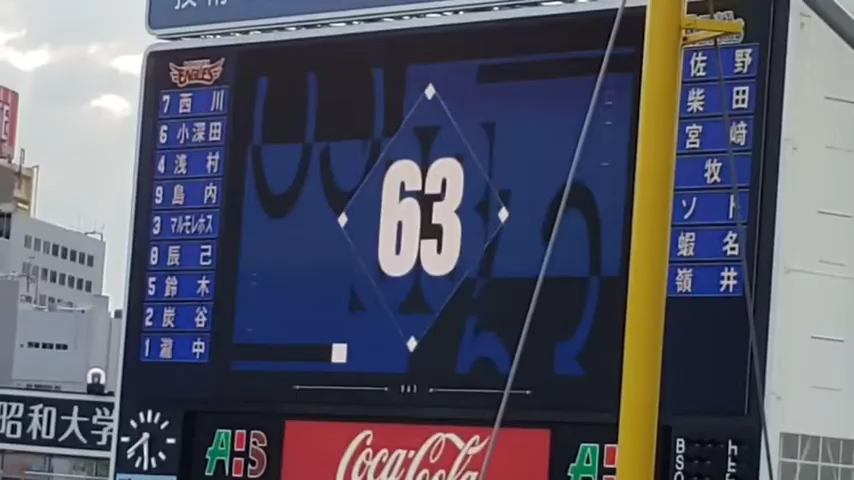 EAGLES
7 西川
6 小深田
4 浅村
9 島内
3 マルモレホス
8 辰己
5 鈴木
2 炭谷
1 瀧中
63
佐野
柴田
宮﨑
牧
ソト
蝦名
嶺井
昭和大学
AHS
Coca-Cola
B
S
O